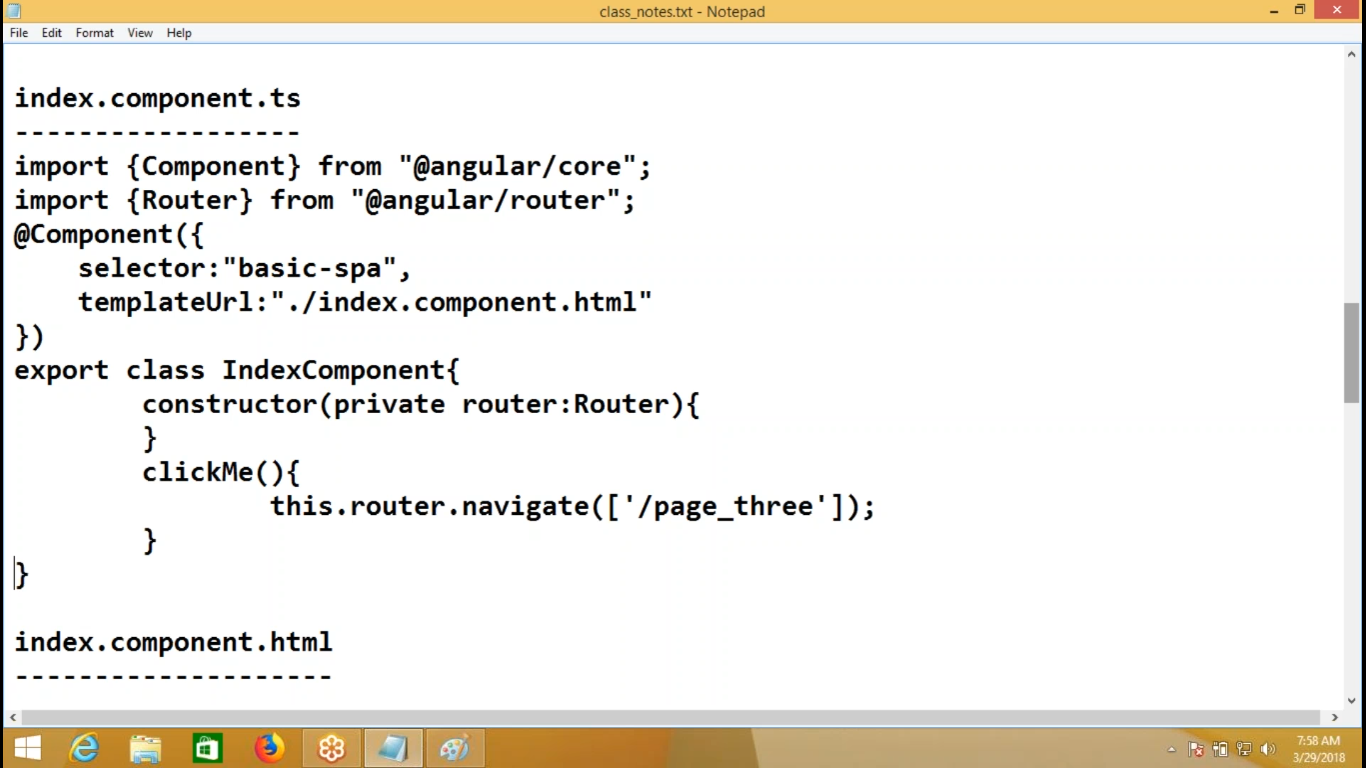 class_notes.txt - Notepad
File Edit Format View Help
index.component.ts
------------------
import {Component} from "@angular/core";
import {Router} from "@angular/router";
@Component({
    selector:"basic-spa",
    templateUrl:"./index.component.html"
})
export class IndexComponent{
        constructor(private router:Router){
        }
        clickMe(){
                this.router.navigate(['/page_three']);
        }
}
index.component.html
--------------------
7:58 AM
3/29/2018